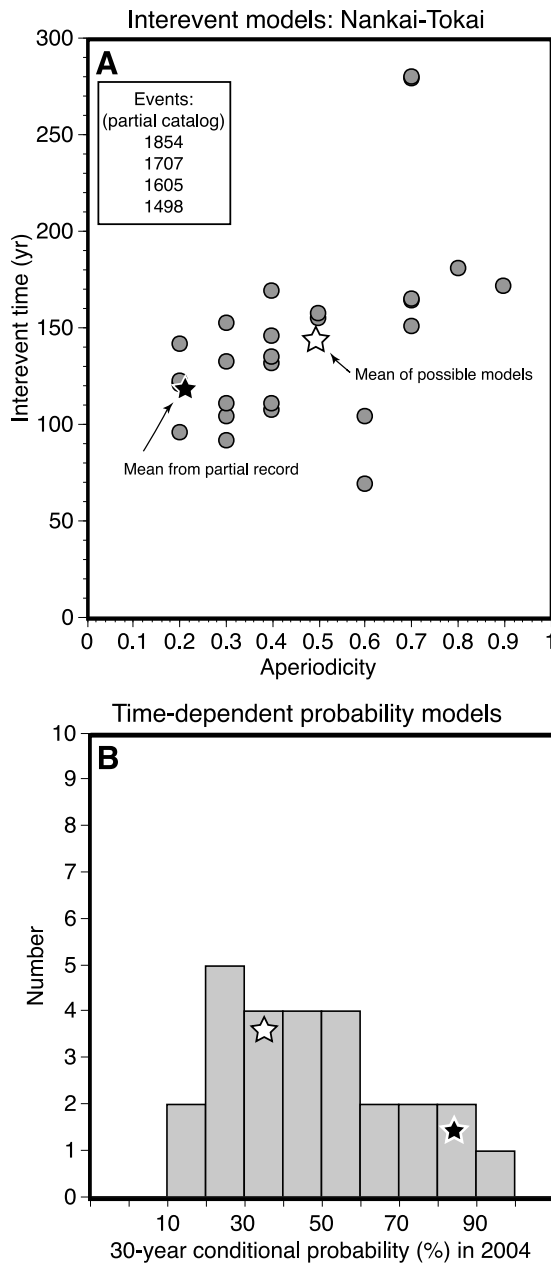 Interevent models: Nankai-Tokai
300
250
200
150
100
50
0
Interevent time (yr)
A
Events:
(partial catalog)
1854
1707
1605
1498
Mean of possible models
Mean from partial record
0 0.1 0.2 0.3 0.4 0.5 0.6 0.7 0.8 0.9 1
Aperiodicity
Time-dependent probability models
B
10
9
8
7
6
5
4
3
2
1
0
Number
10 30 50 70 90
30-year conditional probability (%) in 2004